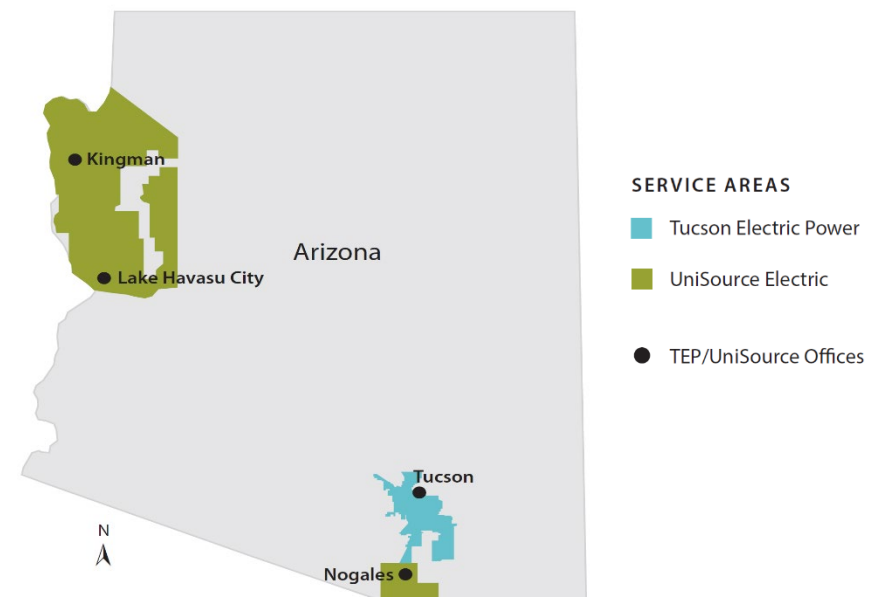 Kingman
SERVICE AREAS
Tucson Electric Power
Arizona
Lake Havasu City
UniSource Electric
TEP/UniSource Offices
Tucson
N
Nogales